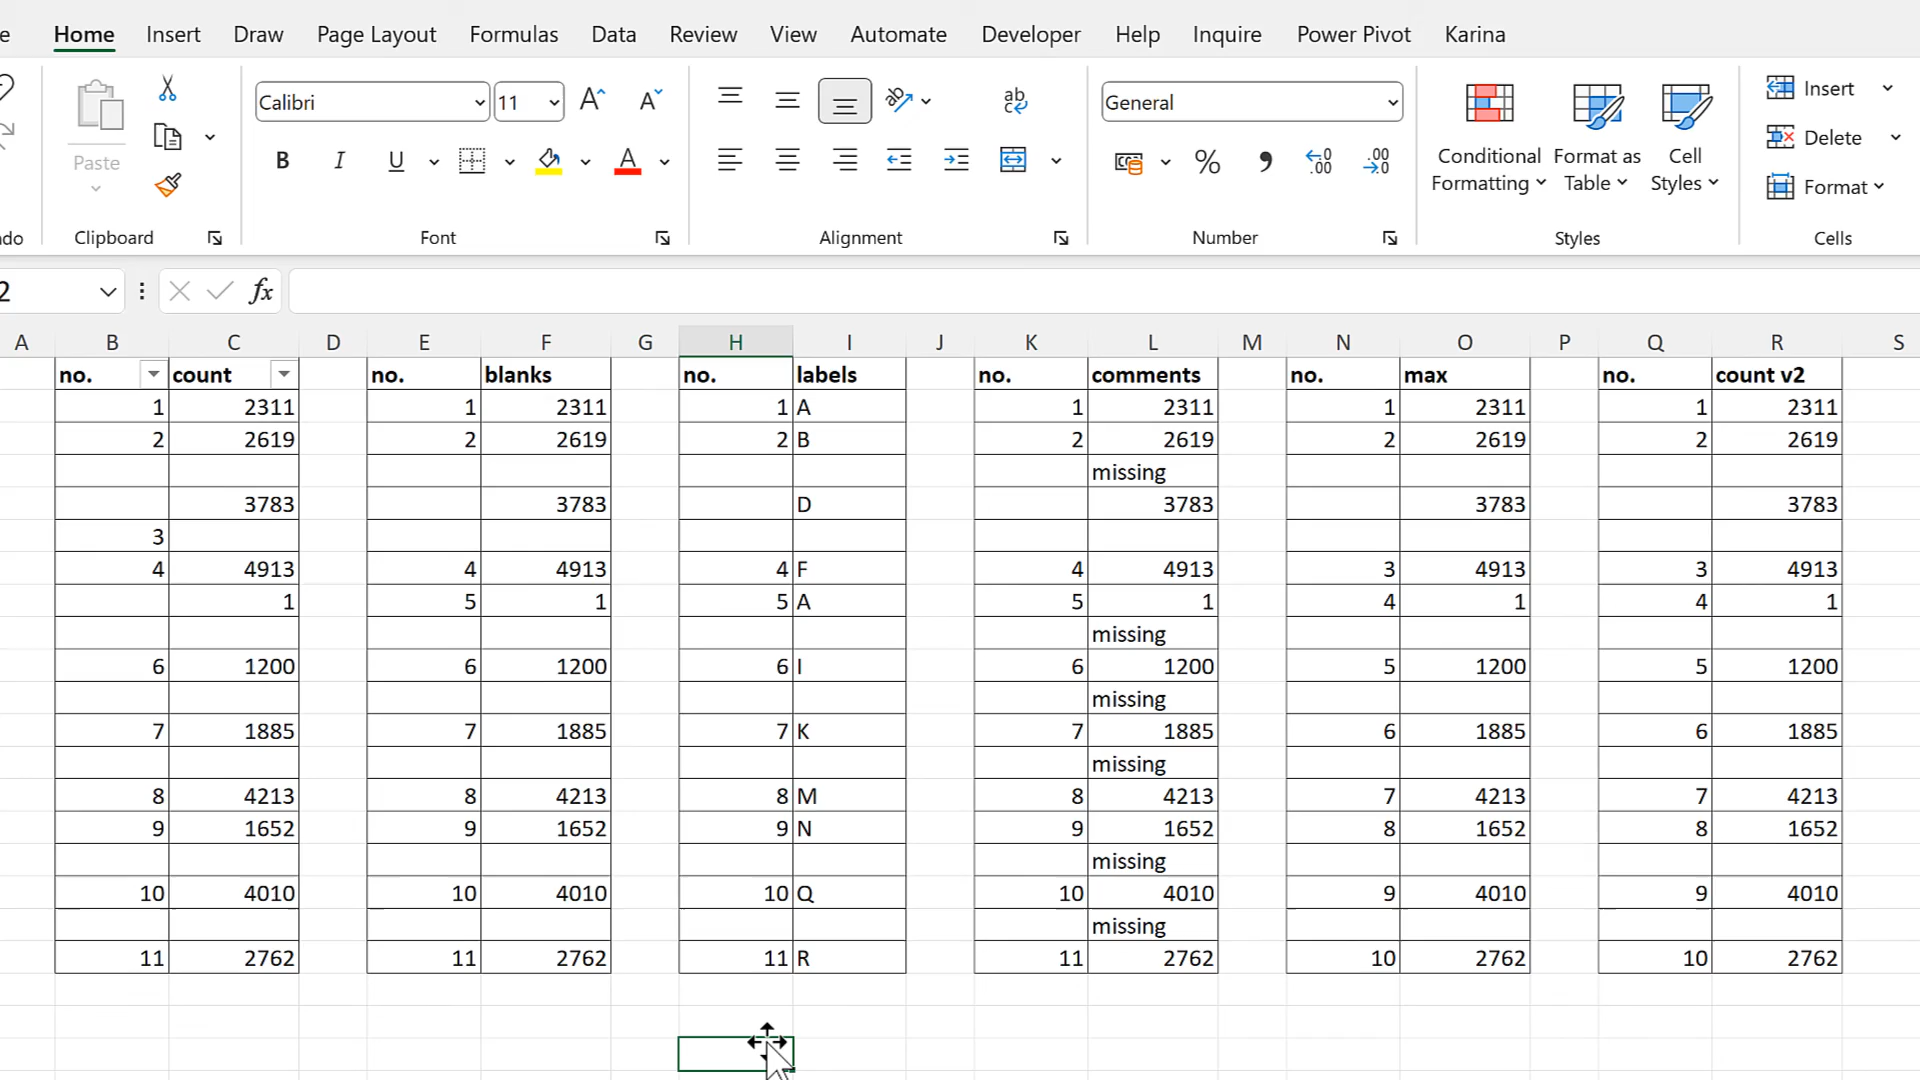 e Home Insert Draw Page Layout Formulas Data Review View Automate Developer Help Inquire Power Pivot Karina
Calibri 11 General Insert
ab
c
Delete
Paste B I U A % , .00 .00 Conditional Format as Cell
Formatting Table Styles Format
do Clipboard Font Alignment Number Styles Cells
2 fx
A B C D E F G H I J K L M N O P Q R S
no. count no. blanks no. labels no. comments no. max no. count v2
1 2311 1 2311 1 A 1 2311 1 2311 1 2311
2 2619 2 2619 2 B 2 2619 2 2619 2 2619
missing
3783 3783 D 3783 3783 3783
3
4 4913 4 4913 4 F 4 4913 3 4913 3 4913
1 5 1 5 A 5 1 4 1 4 1
missing
6 1200 6 1200 6 I 6 1200 5 1200 5 1200
missing
7 1885 7 1885 7 K 7 1885 6 1885 6 1885
missing
8 4213 8 4213 8 M 8 4213 7 4213 7 4213
9 1652 9 1652 9 N 9 1652 8 1652 8 1652
missing
10 4010 10 4010 10 Q 10 4010 9 4010 9 4010
missing
11 2762 11 2762 11 R 11 2762 10 2762 10 2762